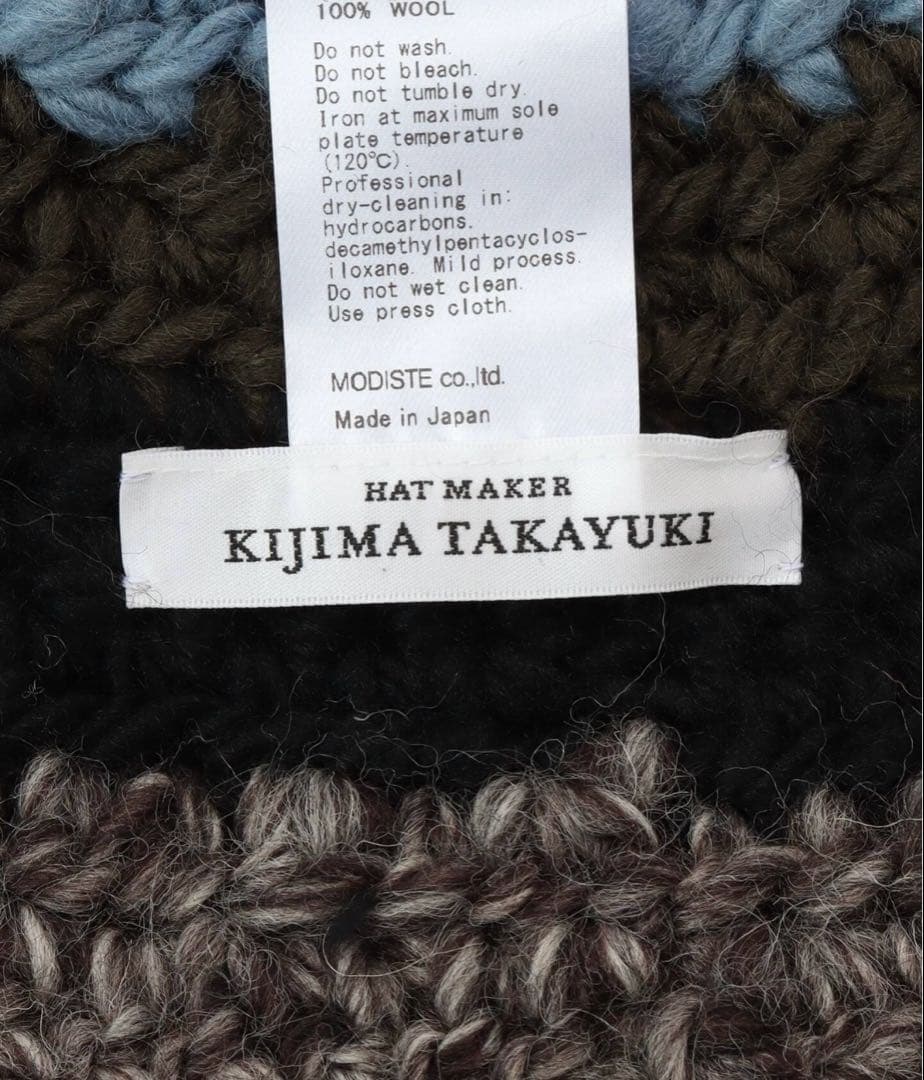 100% WOOL
Do not wash.
Do not bleach.
Do not tumble dry.
Iron at maximum sole
plate temperature
(120℃).
Professional
dry-cleaning in:
hydrocarbons.
decamethylpentacyclos-
iloxane. Mild process.
Do not wet clean.
Use press cloth.
MODISTE co.,ltd.
Made in Japan
HAT MAKER
KIJIMA TAKAYUKI